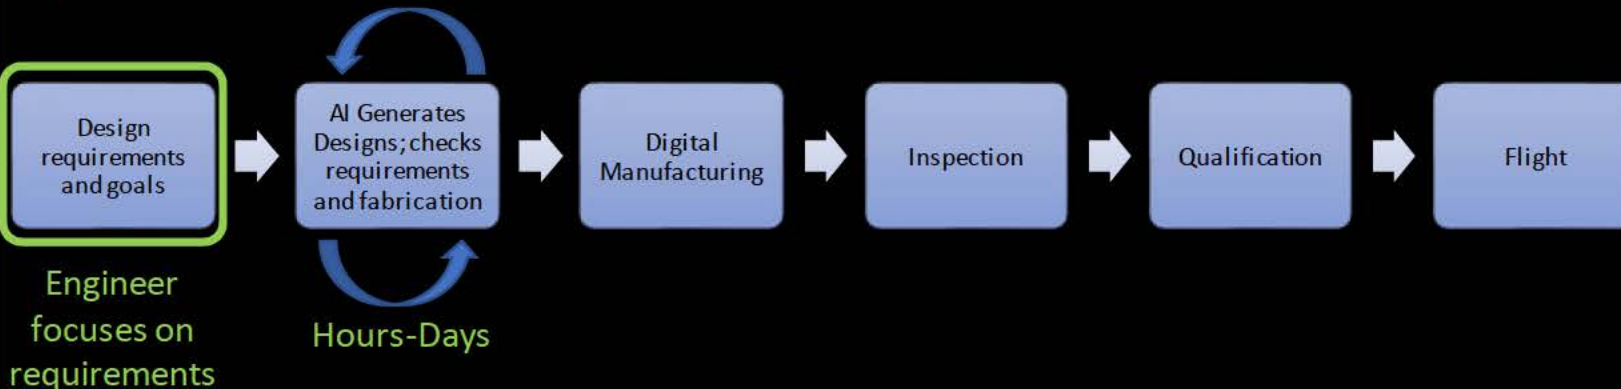 Design
requirements
and goals
AI Generates
Designs; checks
requirements
and fabrication
Digital
Manufacturing
Inspection
Qualification
Flight
Engineer
focuses on
requirements
Hours-Days